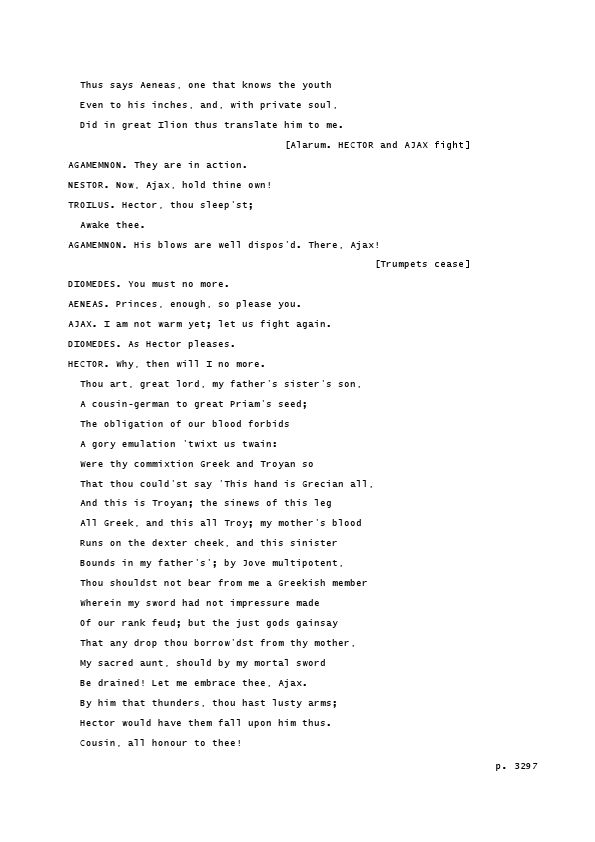 Thus says Aeneas, one that knows the youth
Even to his inches, and, with private soul,
Did in great Ilion thus translate him to me.
[Alarum. HECTOR and AJAX fight]
AGAMEMNON. They are in action.
NESTOR. Now, Ajax, hold thine own!
TROILUS. Hector, thou sleep'st;
Awake thee.
AGAMEMNON. His blows are well dispos'd. There, Ajax!
[Trumpets cease]
DIOMEDES. You must no more.
AENEAS. Princes, enough, so please you.
AJAX. I am not warm yet; let us fight again.
DIOMEDES. As Hector pleases.
HECTOR. Why, then will I no more.
Thou art, great lord, my father's sister's son,
A cousin-german to great Priam's seed;
The obligation of our blood forbids
A gory emulation 'twixt us twain:
Were thy commixtion Greek and Troyan so
That thou could'st say 'This hand is Grecian all,
And this is Troyan; the sinews of this leg
All Greek, and this all Troy; my mother's blood
Runs on the dexter cheek, and this sinister
Bounds in my father's'; by Jove multipotent,
Thou shouldst not bear from me a Greekish member
Wherein my sword had not impressure made
Of our rank feud; but the just gods gainsay
That any drop thou borrow'dst from thy mother,
My sacred aunt, should by my mortal sword
Be drained! Let me embrace thee, Ajax.
By him that thunders, thou hast lusty arms;
Hector would have them fall upon him thus.
Cousin, all honour to thee!
p. 3297